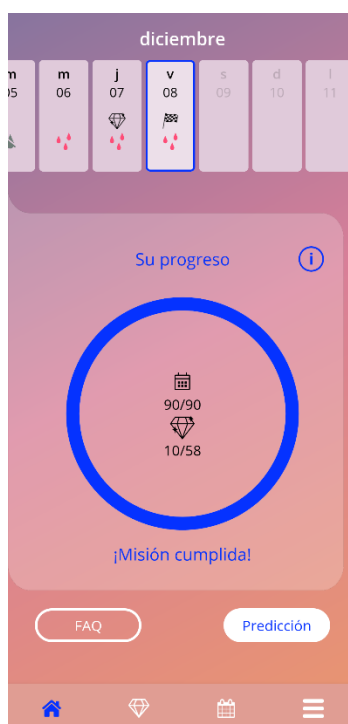 diciembre
m m j v s d l
05 06 07 08 09 10 11
Su progreso
i
90/90
10/58
¡Misión cumplida!
FAQ
Predicción